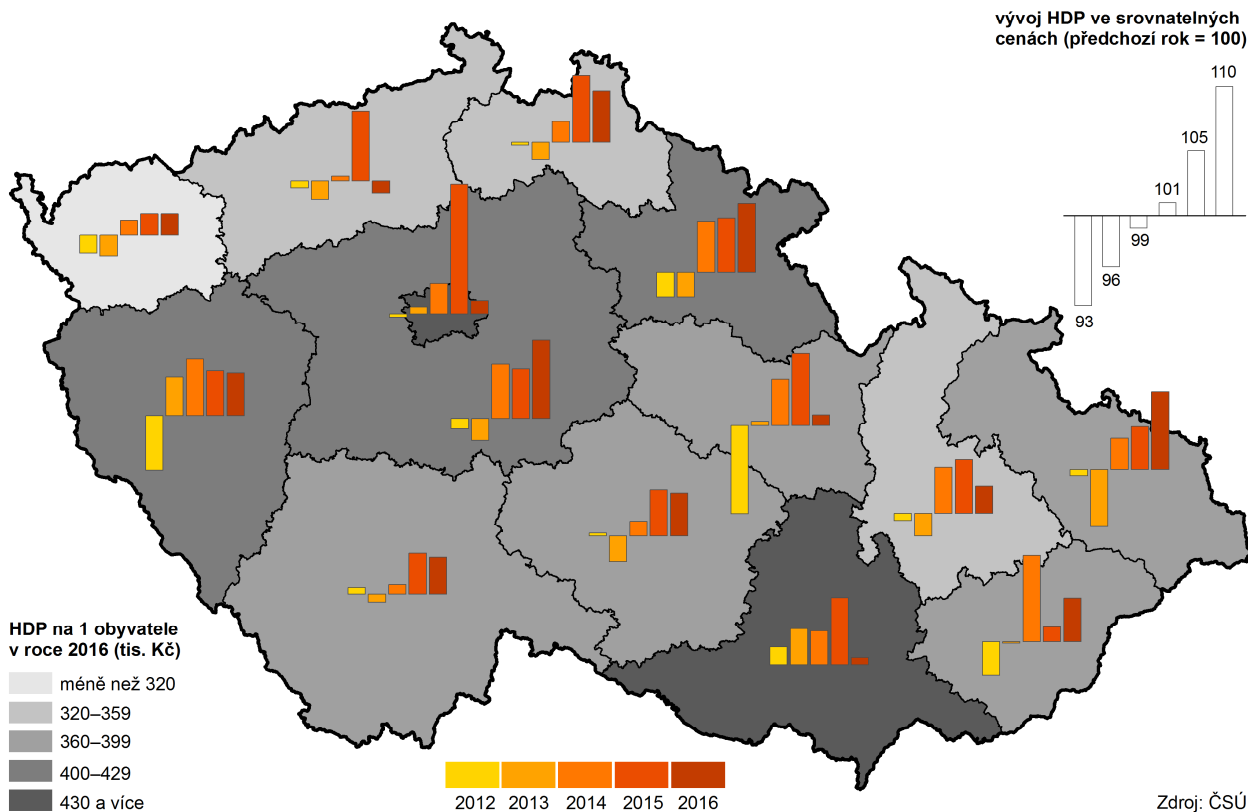 vývoj HDP ve srovnatelných
cenách (předchozí rok = 100)
110
105
101
99
96
93
HDP na 1 obyvatele
v roce 2016 (tis. Kč)
méně než 320
320–359
360–399
400–429
430 a více
2012 2013 2014 2015 2016
Zdroj: ČSÚ